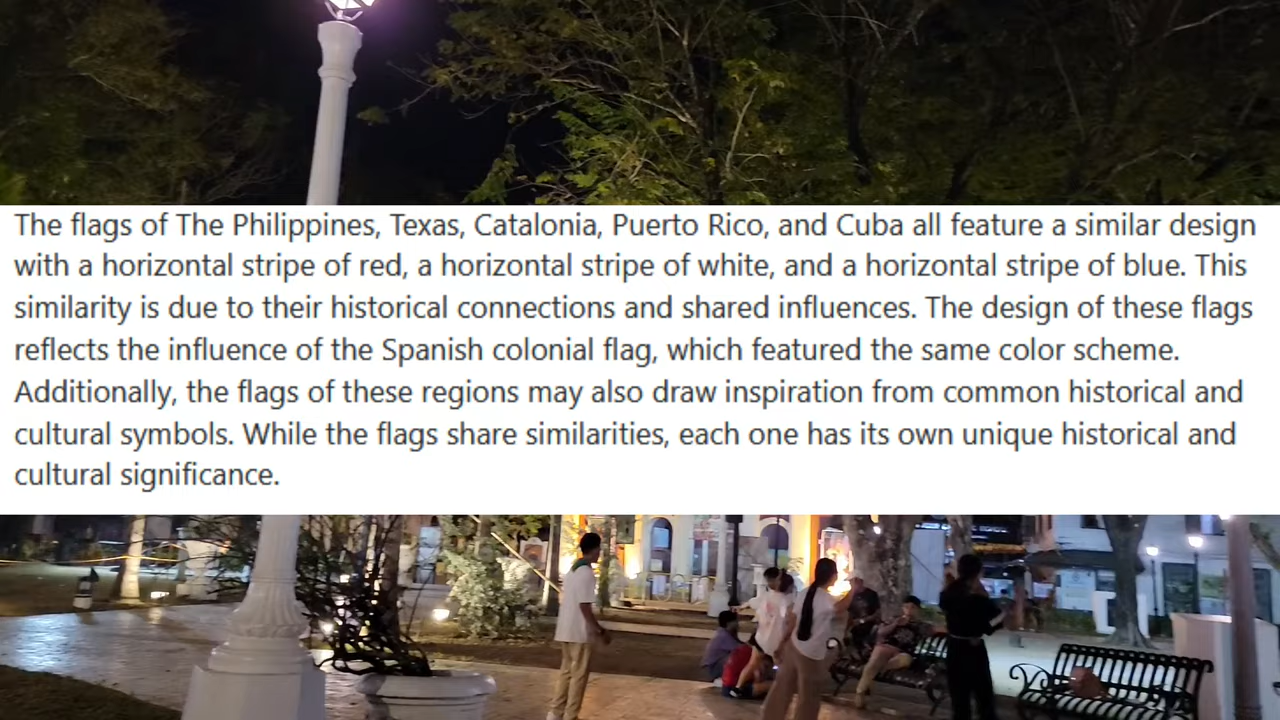 The flags of The Philippines, Texas, Catalonia, Puerto Rico, and Cuba all feature a similar design
with a horizontal stripe of red, a horizontal stripe of white, and a horizontal stripe of blue. This
similarity is due to their historical connections and shared influences. The design of these flags
reflects the influence of the Spanish colonial flag, which featured the same color scheme.
Additionally, the flags of these regions may also draw inspiration from common historical and
cultural symbols. While the flags share similarities, each one has its own unique historical and
cultural significance.